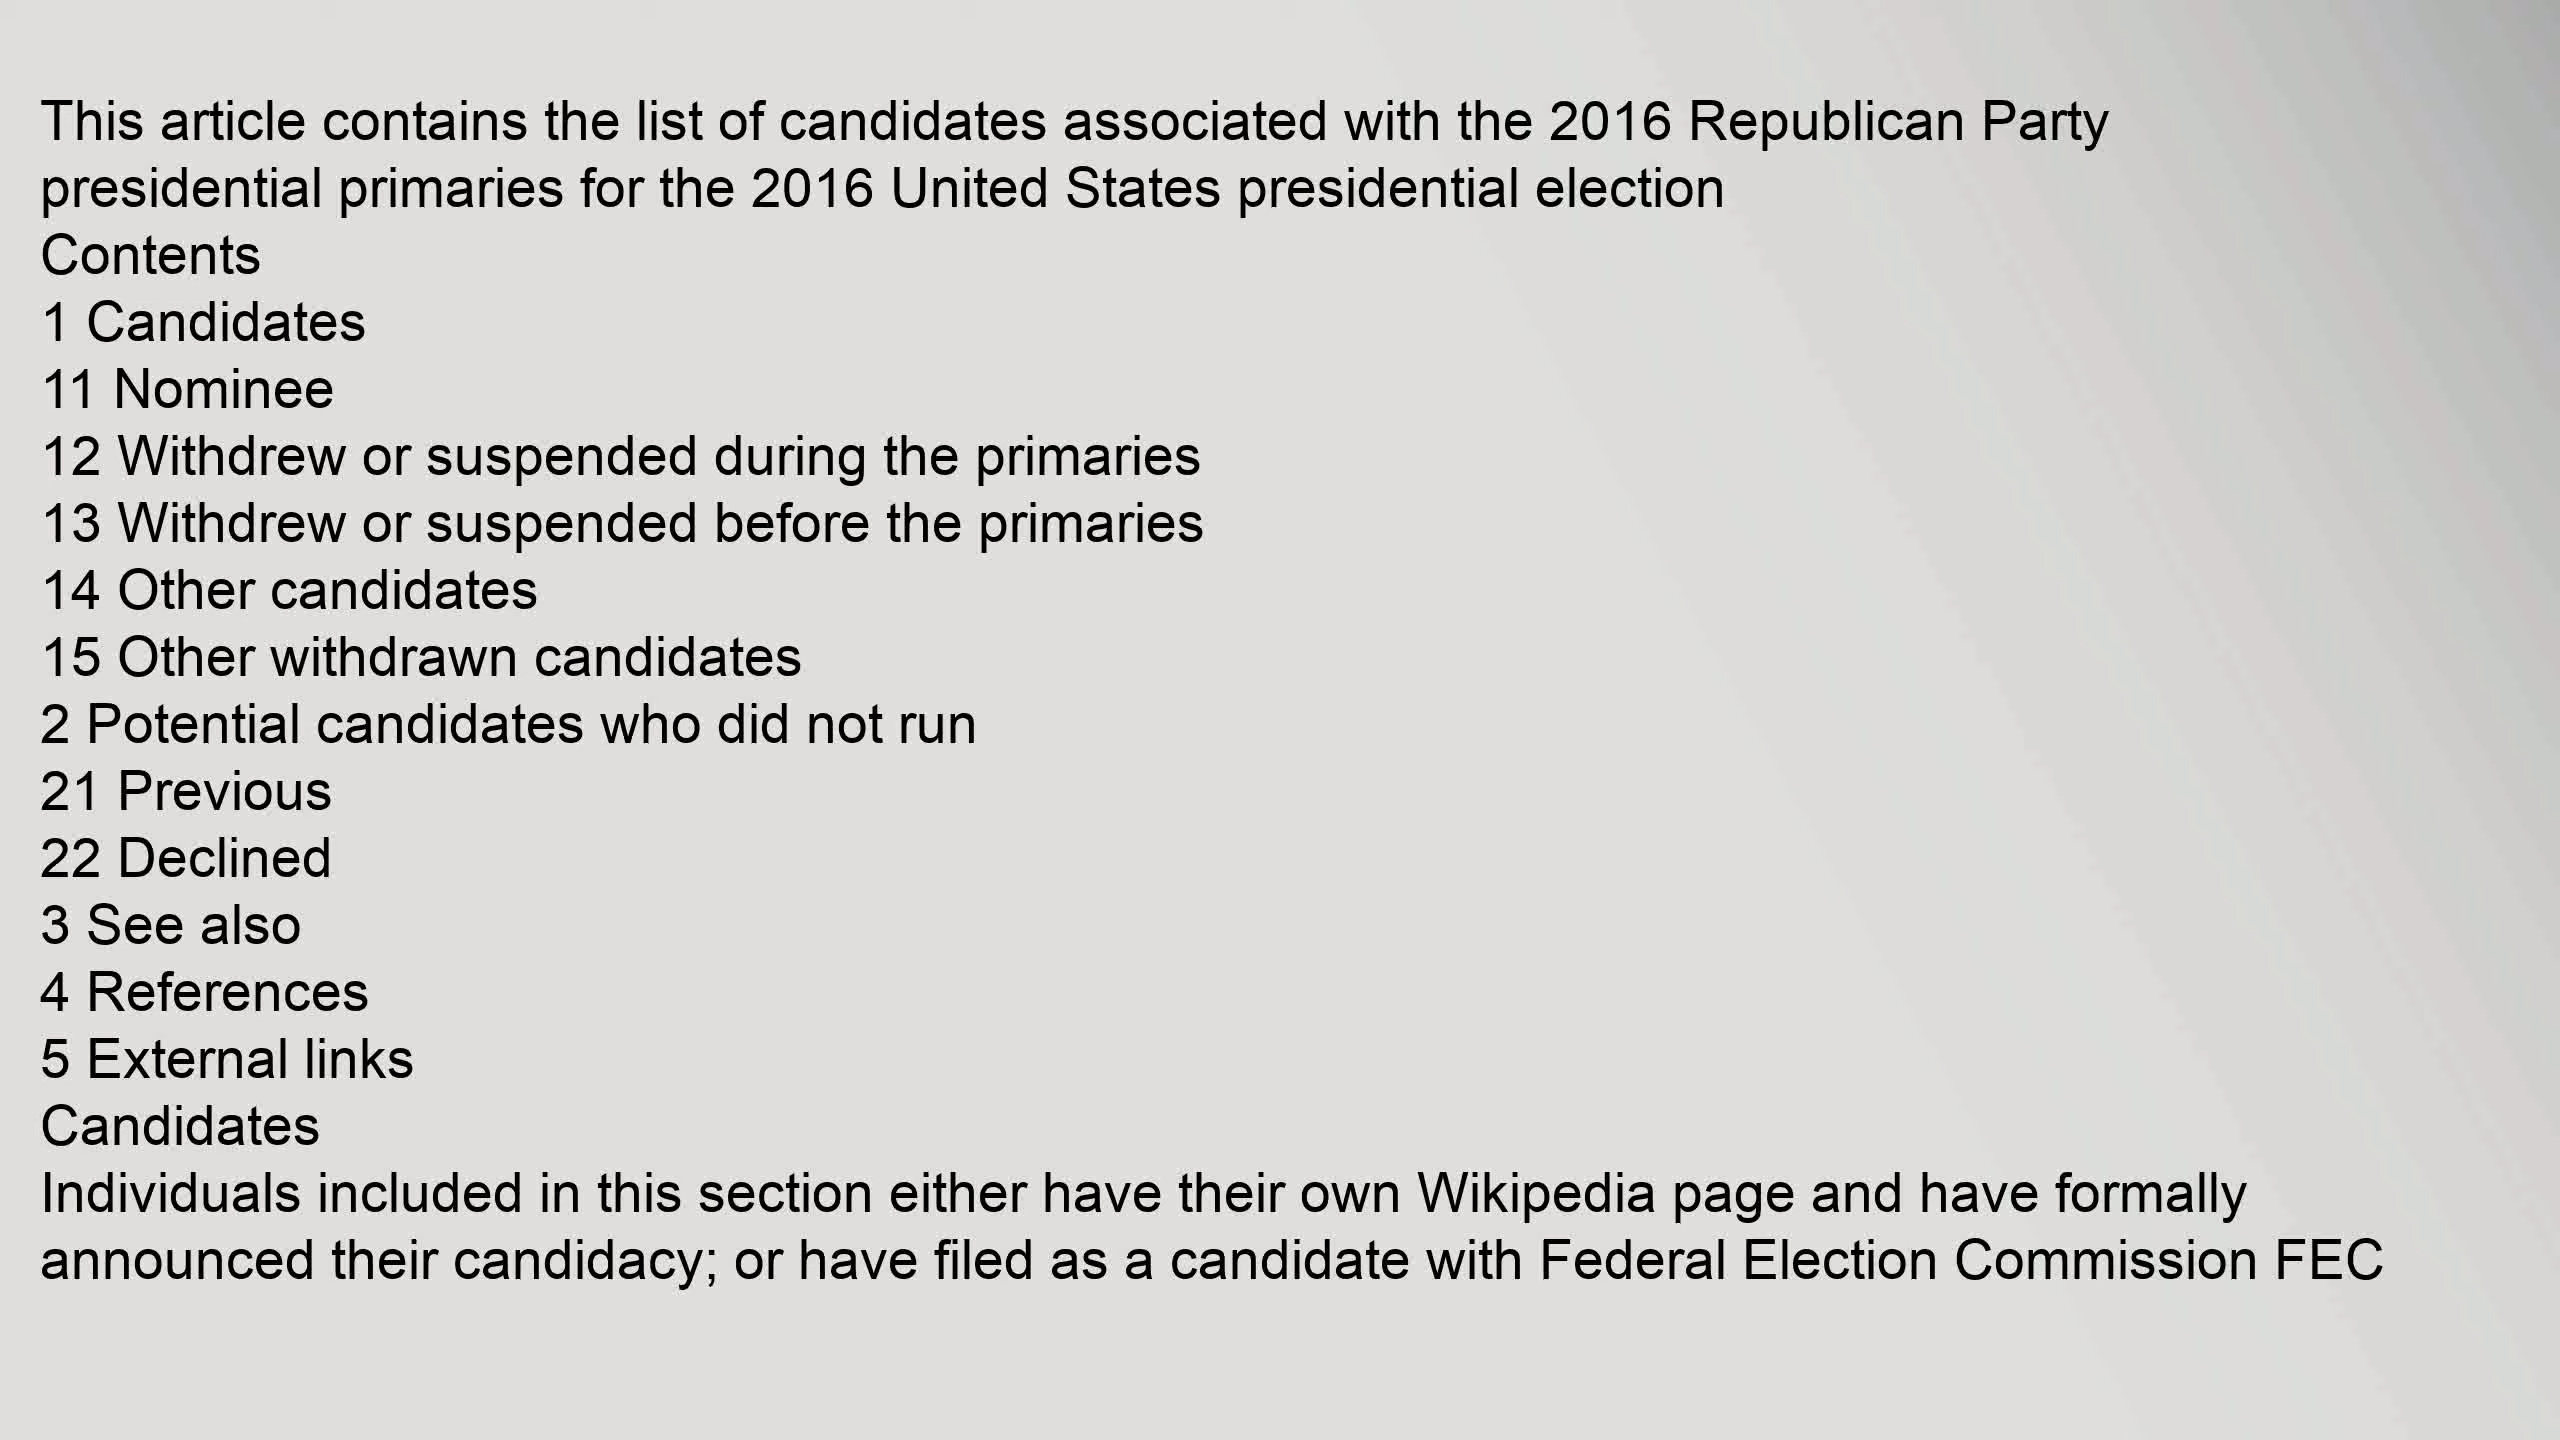 This article contains the list of candidates associated with the 2016 Republican Party
presidential primaries for the 2016 United States presidential election
Contents
1 Candidates
11 Nominee
12 Withdrew or suspended during the primaries
13 Withdrew or suspended before the primaries
14 Other candidates
15 Other withdrawn candidates
2 Potential candidates who did not run
21 Previous
22 Declined
3 See also
4 References
5 External links
Candidates
Individuals included in this section either have their own Wikipedia page and have formally
announced their candidacy; or have filed as a candidate with Federal Election Commission FEC